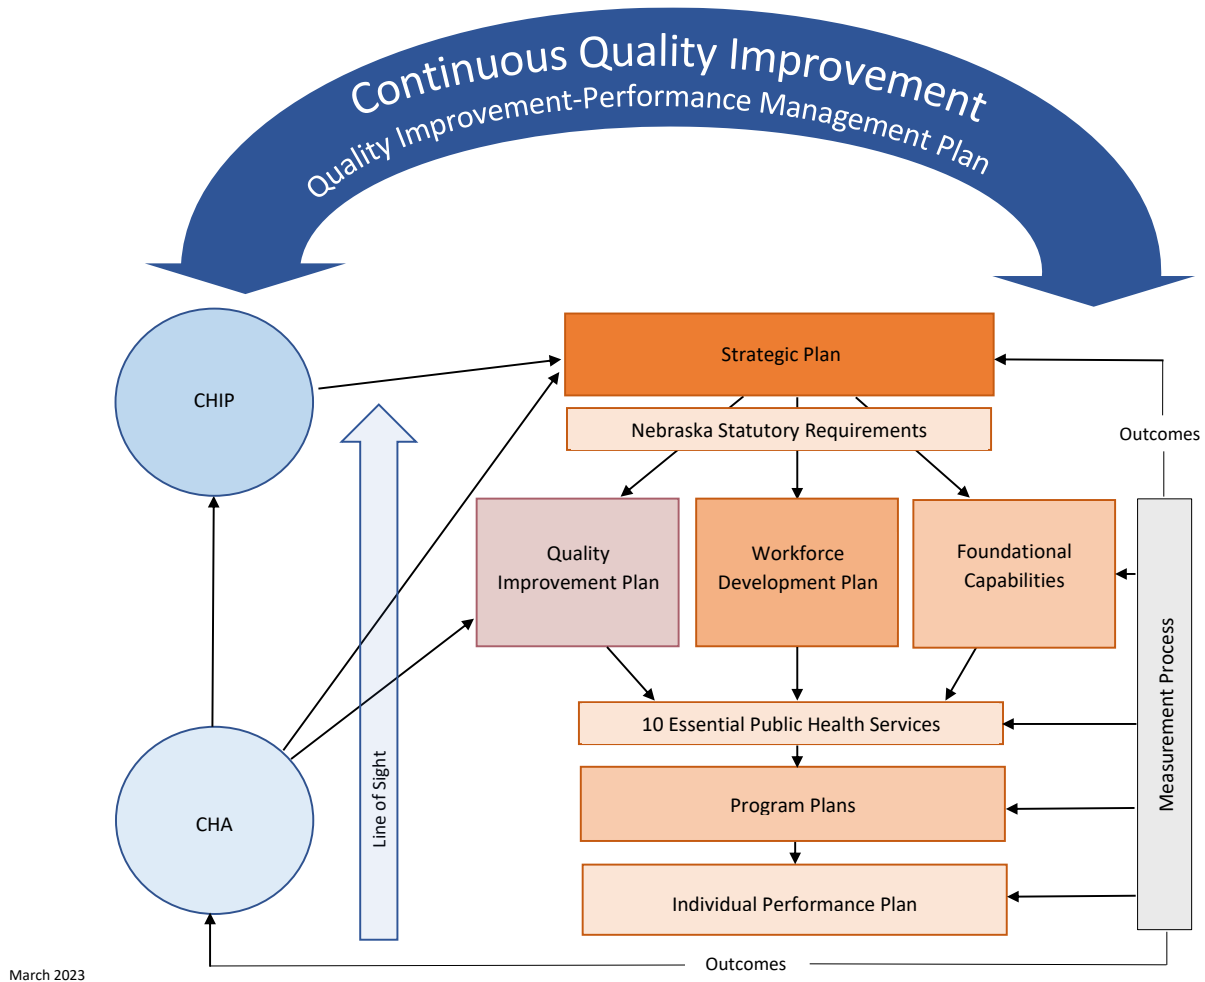 Continuous Quality Improvement
Quality Improvement-Performance Management Plan
CHIP
Strategic Plan
Nebraska Statutory Requirements
Outcomes
Quality
Improvement Plan
Workforce
Development Plan
Foundational
Capabilities
Measurement Process
10 Essential Public Health Services
Line of Sight
Program Plans
CHA
Individual Performance Plan
Outcomes
March 2023